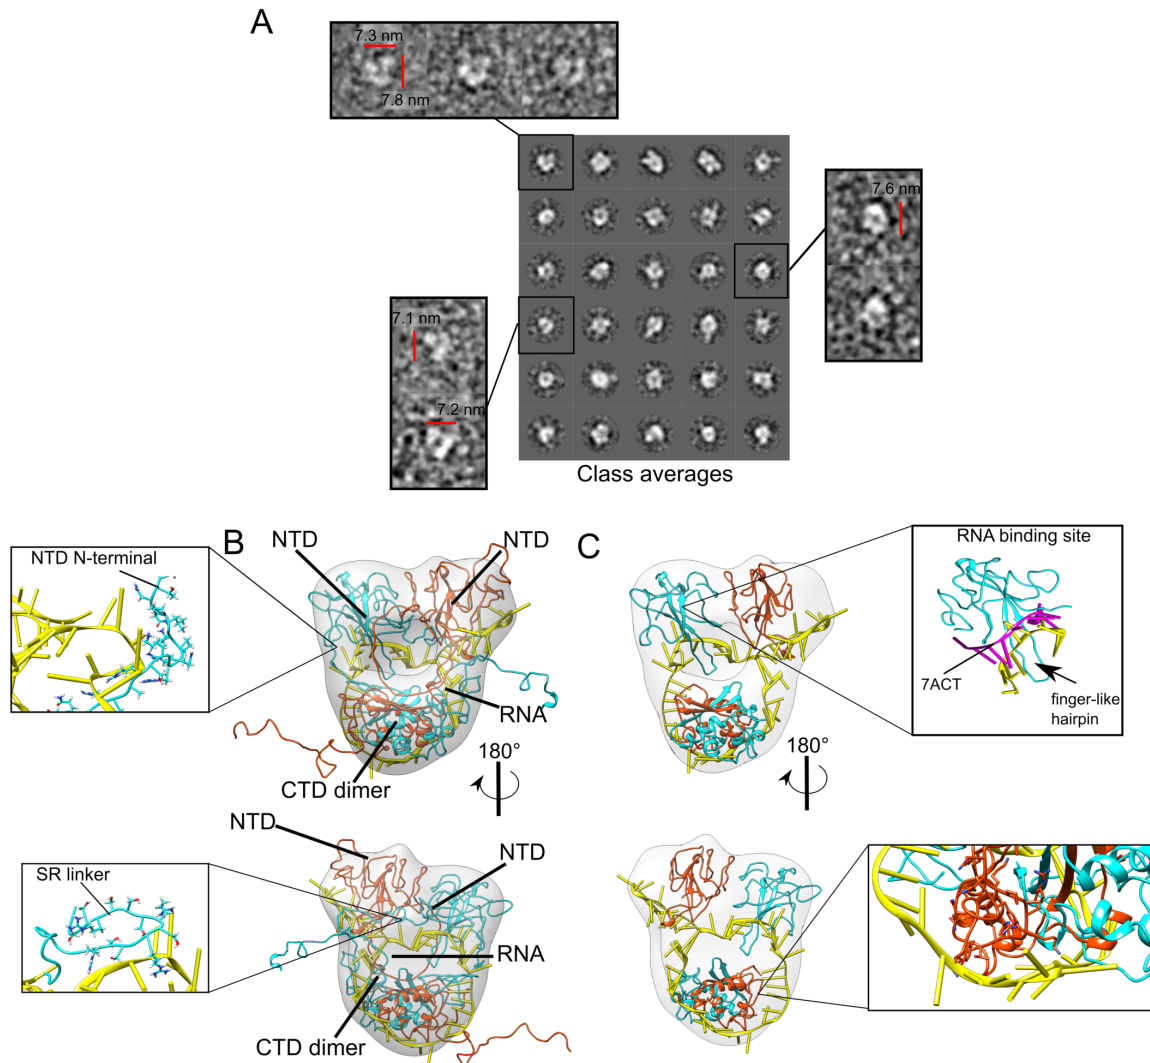 A
7.3 nm
7.8 nm
7.6 nm
7.1 nm
7.2 nm
Class averages
B
C
NTD N-terminal
NTD
NTD
RNA
CTD dimer
180°
RNA binding site
7ACT
finger-like
hairpin
180°
NTD
NTD
SR linker
RNA
CTD dimer